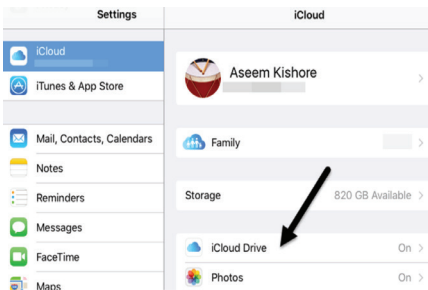 Settings
iCloud
iTunes & App Store
Mail, Contacts, Calendars
Notes
Reminders
Messages
FaceTime
Maps
iCloud
Aseem Kishore
Family
Storage 820 GB Available
iCloud Drive On
Photos On